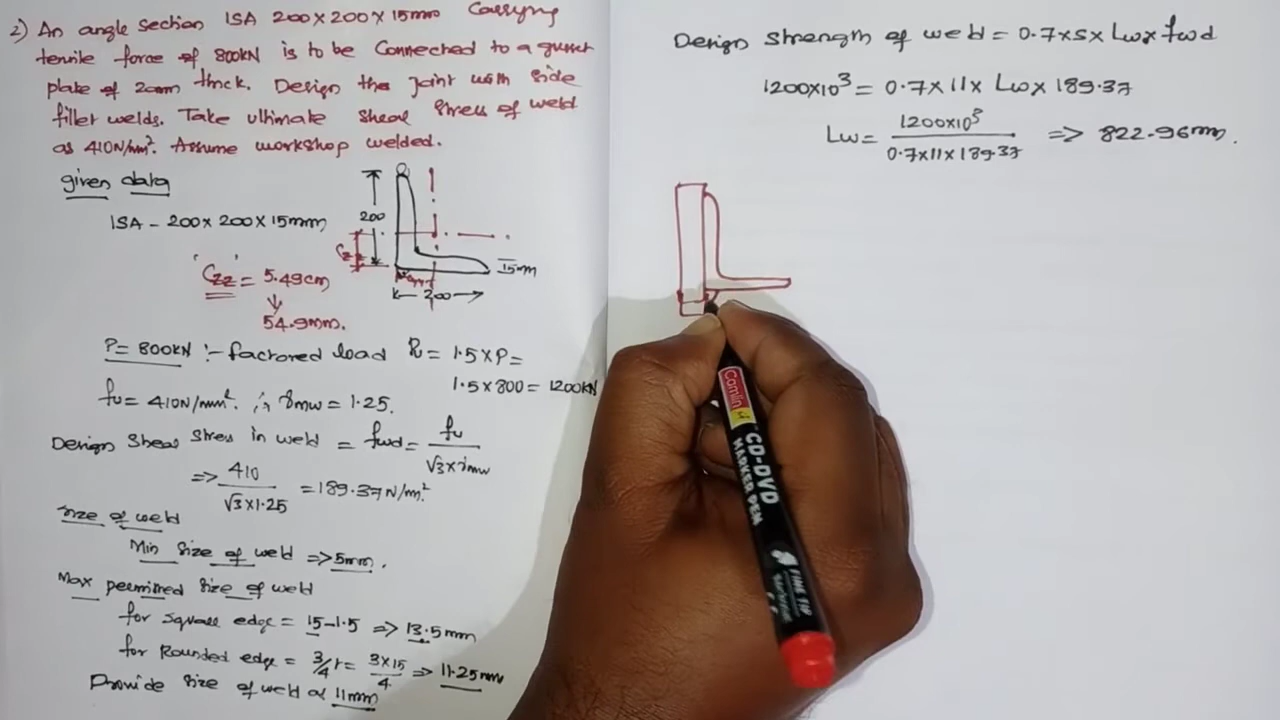 2) An angle section ISA 200×200×15mm Carrying
tensile force of 800kN is to be Connected to a gusset
plate of 20mm thick. Design the Joint with side
fillet welds. Take ultimate shear stress of weld
as 410N/mm². Assume workshop welded.
given data
ISA - 200×200×15mm
'Czz' = 5.49cm
↓
54.9mm.
200
Czz
15mm
200
P = 800kN :- factored load Pu = 1.5×P =
1.5×800 = 1200kN
fu = 410N/mm². ∴ γmw = 1.25.
Design Shear Stress in weld = fwd = fu/√3×γmw
=> 410/√3×1.25 = 189.37N/mm²
Size of weld
Min size of weld => 5mm.
Max permitted size of weld
for square edge = 15-1.5 => 13.5mm
for Rounded edge = 3/4 t = 3×15/4 => 11.25mm
Provide size of weld as 11mm
Design strength of weld = 0.7×s×Lw×fwd
1200×10³ = 0.7×11×Lw×189.37
Lw = 1200×10³/0.7×11×189.37 => 822.96mm.
Camlin
CD-DVD
MARKER PEN
FINE TIP